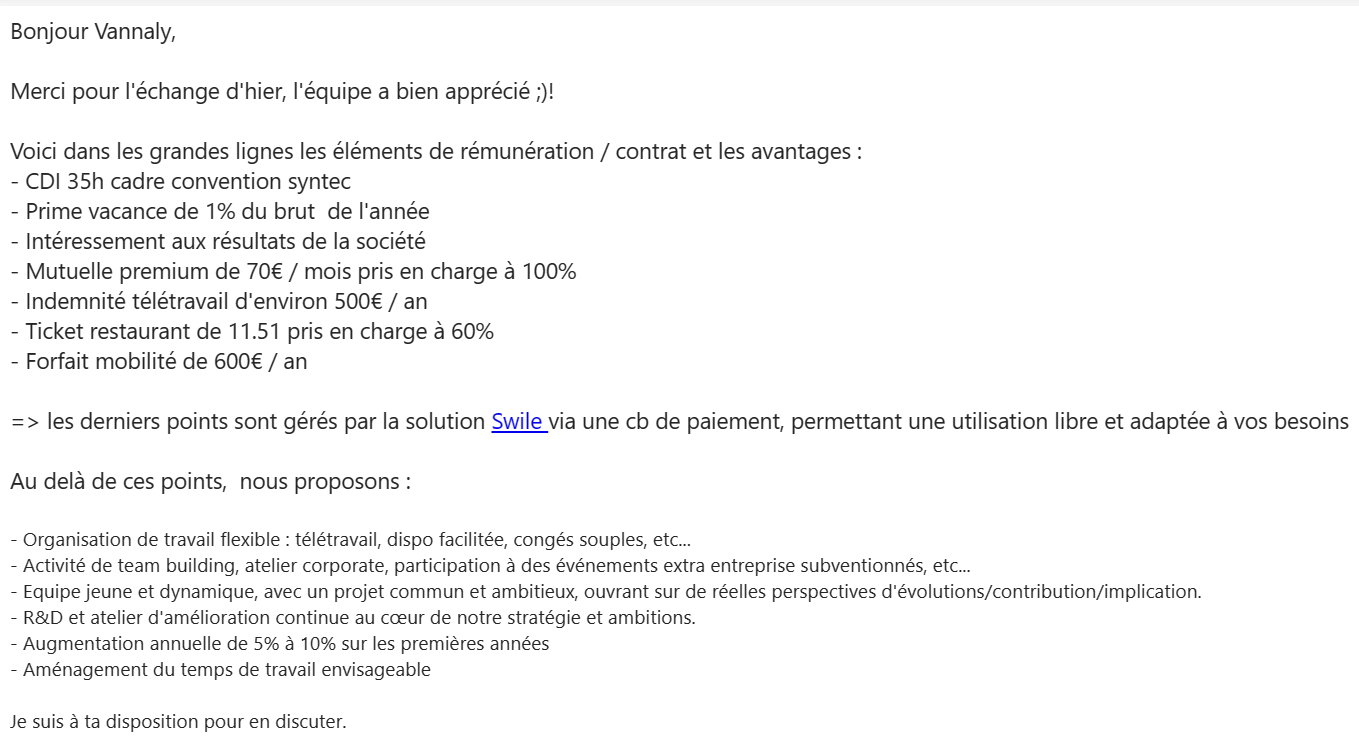 Bonjour Vannaly,
Merci pour l'échange d'hier, l'équipe a bien apprécié ;)!
Voici dans les grandes lignes les éléments de rémunération / contrat et les avantages :
- CDI 35h cadre convention syntec
- Prime vacance de 1% du brut  de l'année
- Intéressement aux résultats de la société
- Mutuelle premium de 70€ / mois pris en charge à 100%
- Indemnité télétravail d'environ 500€ / an
- Ticket restaurant de 11.51 pris en charge à 60%
- Forfait mobilité de 600€ / an
=> les derniers points sont gérés par la solution Swile via une cb de paiement, permettant une utilisation libre et adaptée à vos besoins
Au delà de ces points,  nous proposons :
- Organisation de travail flexible : télétravail, dispo facilitée, congés souples, etc...
- Activité de team building, atelier corporate, participation à des événements extra entreprise subventionnés, etc...
- Equipe jeune et dynamique, avec un projet commun et ambitieux, ouvrant sur de réelles perspectives d'évolutions/contribution/implication.
- R&D et atelier d'amélioration continue au cœur de notre stratégie et ambitions.
- Augmentation annuelle de 5% à 10% sur les premières années
- Aménagement du temps de travail envisageable
Je suis à ta disposition pour en discuter.